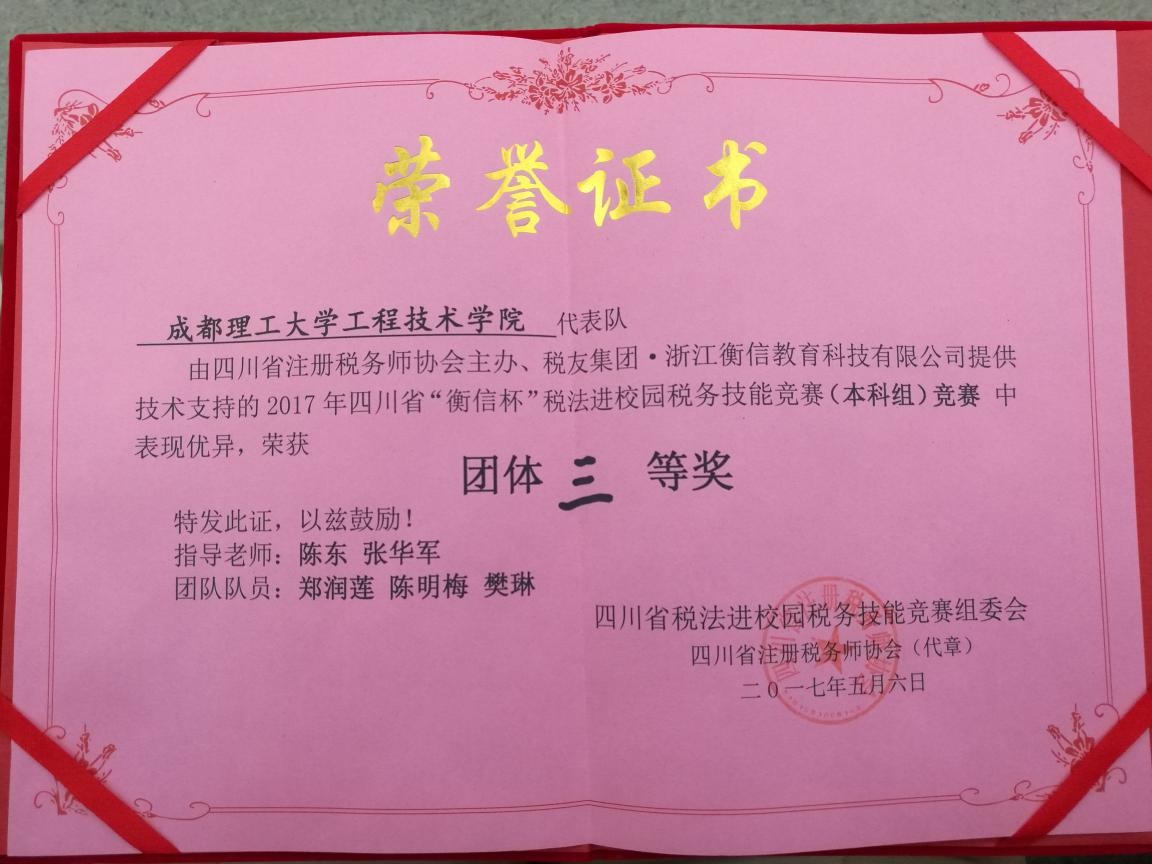 荣誉证书
成都理工大学工程技术学院 代表队
由四川省注册税务师协会主办、税友集团·浙江衡信教育科技有限公司提供
技术支持的2017年四川省“衡信杯”税法进校园税务技能竞赛(本科组)竞赛 中
表现优异，荣获
团体 三 等奖
特发此证，以兹鼓励！
指导老师：陈东 张华军
团队队员：郑润莲 陈明梅 樊琳
四川省税法进校园税务技能竞赛组委会
四川省注册税务师协会（代章）
二0一七年五月六日